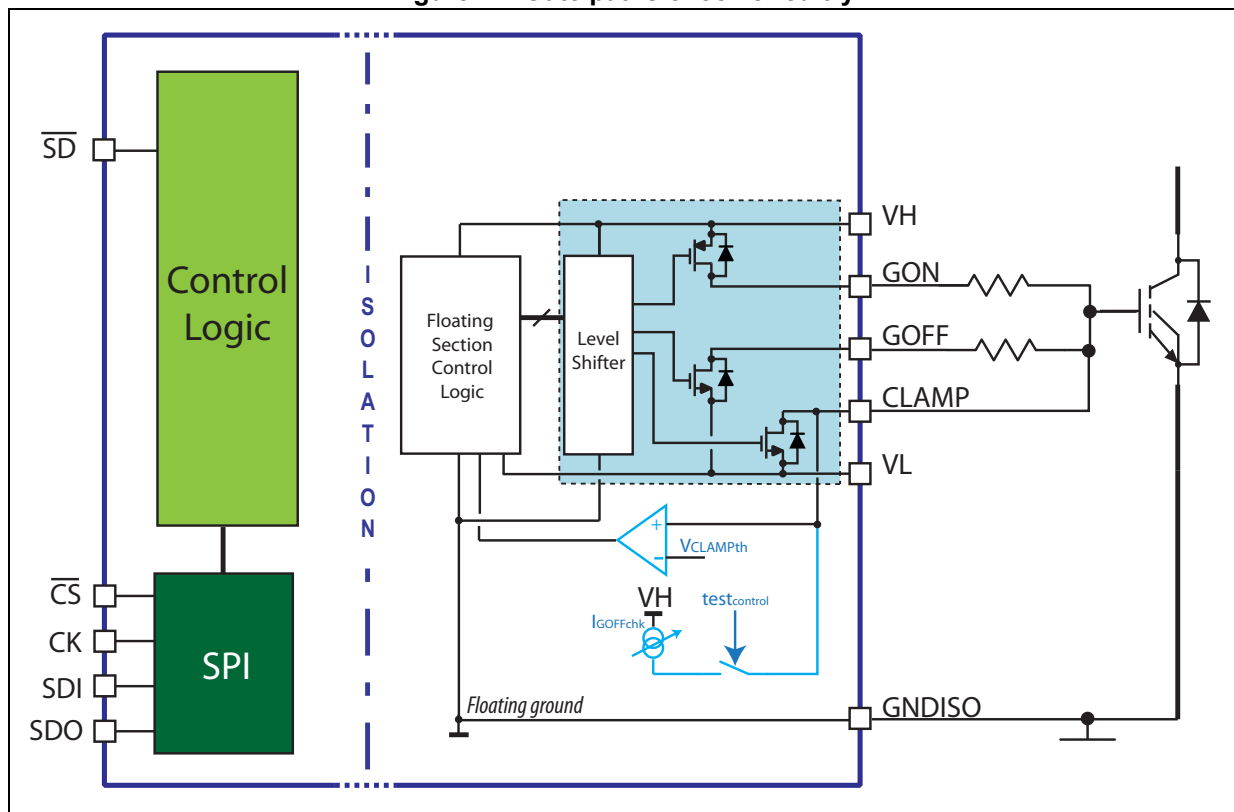 SD
Control
Logic
CS
CK
SDI
SDO
SPI
ISOLATION
Floating
Section
Control
Logic
Level
Shifter
VH
GON
GOFF
CLAMP
VL
+
−
VCLAMPth
VH
IGOFFchk
testcontrol
Floating ground
GNDISO